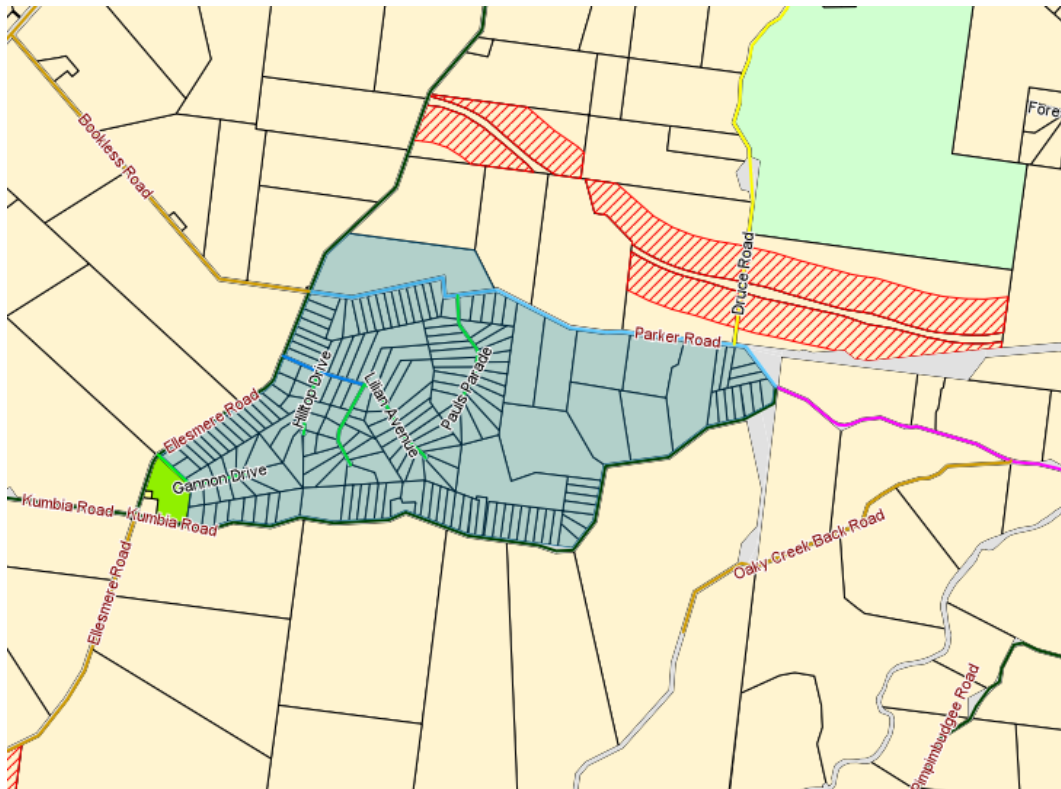 Fore
Bookless Road
Druce Road
Parker Road
Hilltop Drive
Lilian Avenue
Pauls Parade
Ellesmere Road
Gannon Drive
Kumbia Road
Kumbia Road
Oaky Creek Back Road
Ellesmere Road
Pimpimbudgee Road